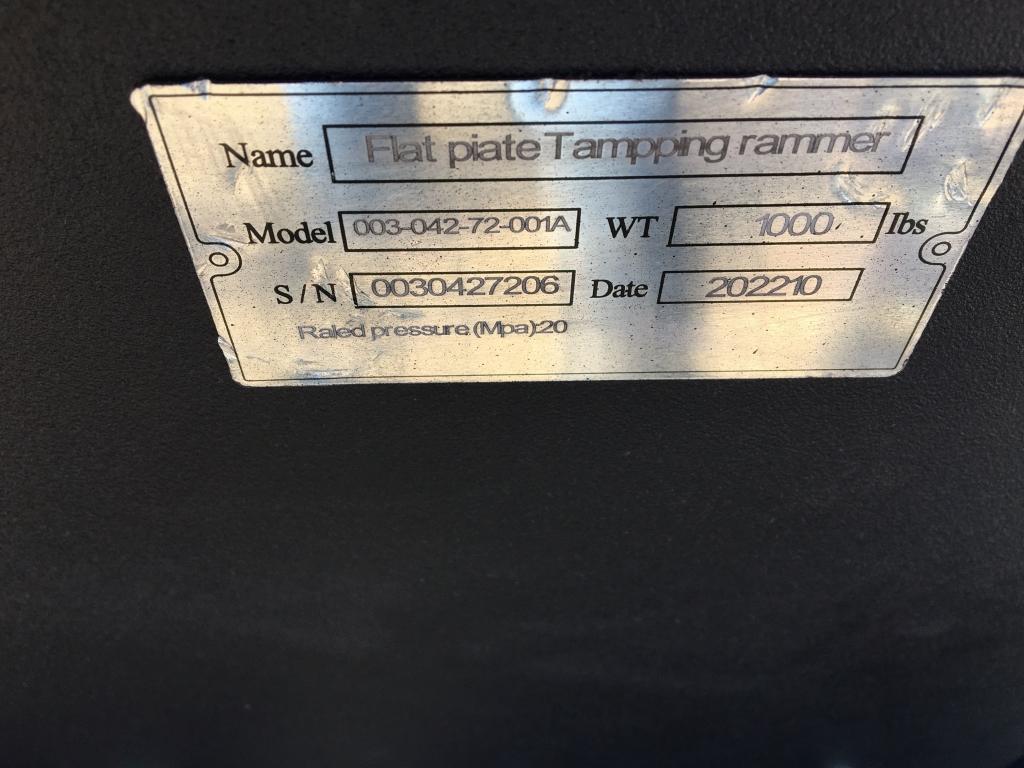 Name Flat piate Tampping rammer
Model 003-042-72-001A WT 1000 lbs
S/N 0030427206 Date 202210
Raled pressure(Mpa):20